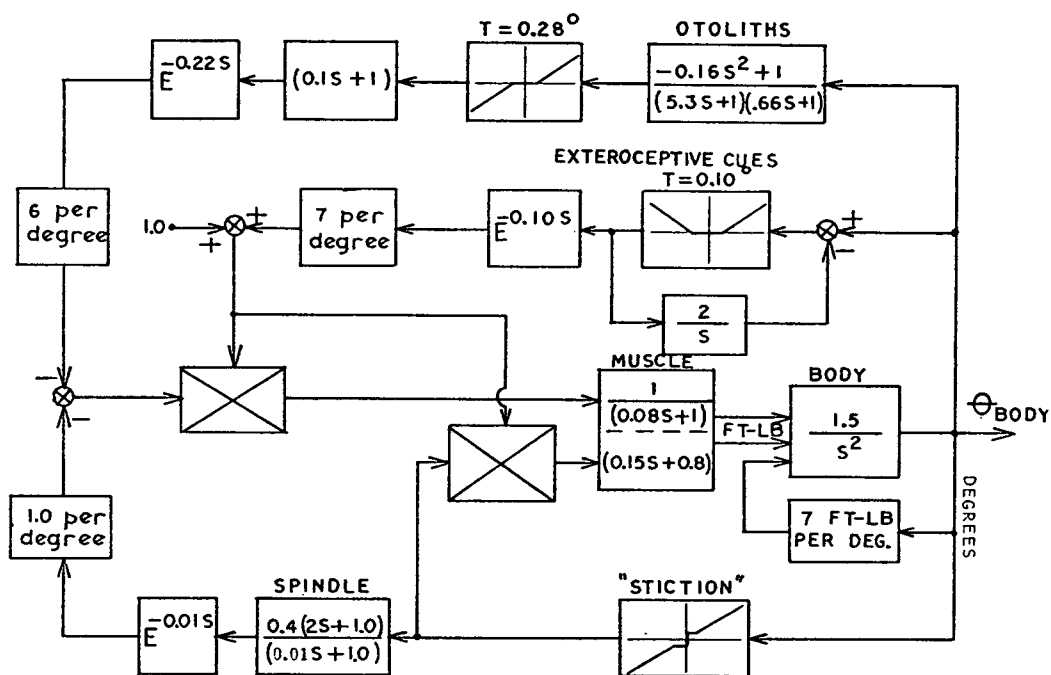 T = 0.28°
OTOLITHS
E^-0.22S
(0.1S + 1)
-0.16S² + 1
(5.3S+1)(.66S+1)
EXTEROCEPTIVE CUES
T = 0.10°
6 per
degree
1.0
+
+
7 per
degree
E^-0.10S
+
-
2
S
MUSCLE
BODY
-
-
1
(0.08S+1)
(0.15S+0.8)
FT-LB
1.5
S²
θ BODY
1.0 per
degree
7 FT-LB
PER DEG.
DEGREES
SPINDLE
"STICTION"
E^-0.01S
0.4(2S+1.0)
(0.01S+1.0)